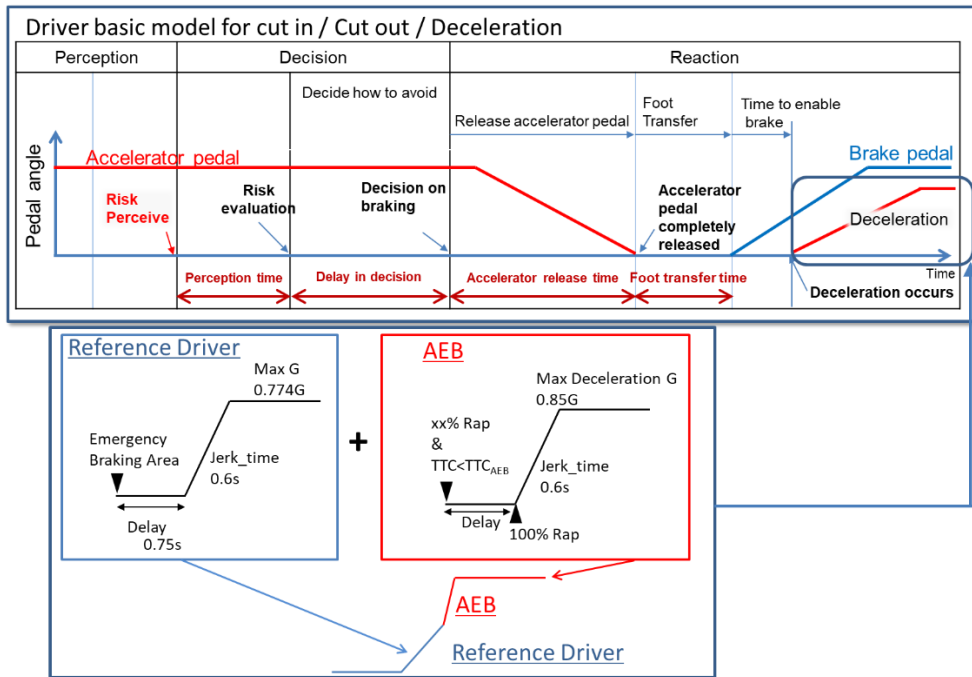 Driver basic model for cut in / Cut out / Deceleration
Perception
Decision
Reaction
Decide how to avoid
Release accelerator pedal
Foot
Transfer
Time to enable
brake
Pedal angle
Accelerator pedal
Brake pedal
Risk
Perceive
Risk
evaluation
Decision on
braking
Accelerator
pedal
completely
released
Deceleration
Time
Perception time
Delay in decision
Accelerator release time
Foot transfer time
Deceleration occurs
Reference Driver
Max G
0.774G
Emergency
Braking Area
Jerk_time
0.6s
Delay
0.75s
+
AEB
Max Deceleration G
0.85G
xx% Rap
&
TTC<TTCAEB
Jerk_time
0.6s
Delay
100% Rap
AEB
Reference Driver